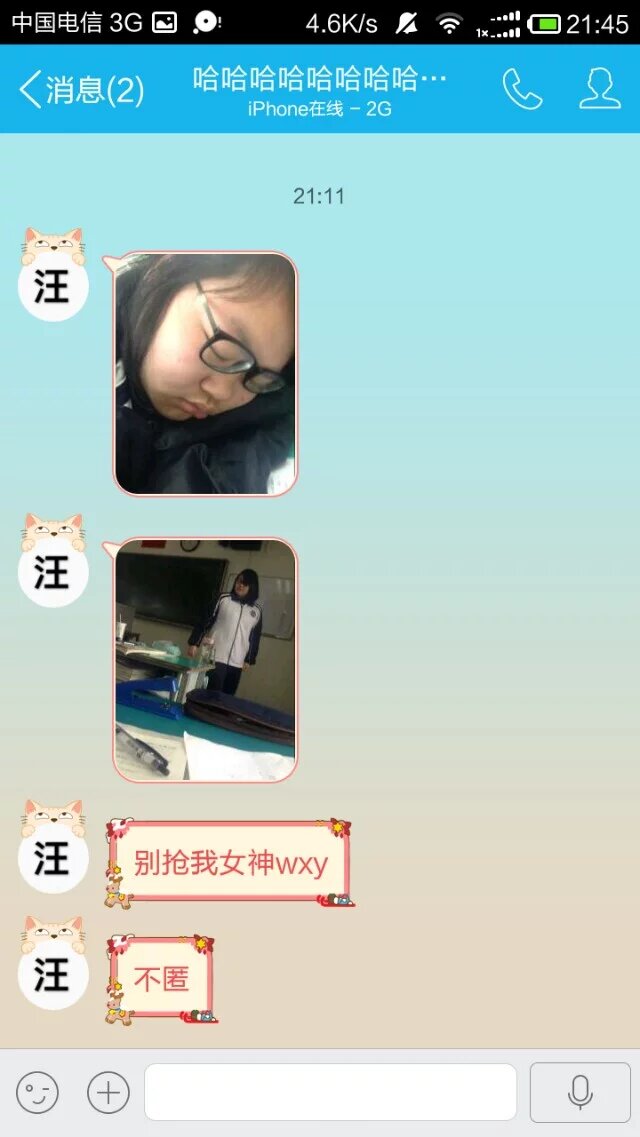 中国电信 3G 4.6K/s 1× 21:45
消息(2) 哈哈哈哈哈哈哈哈…
iPhone在线 - 2G
21:11
汪
汪
汪 别抢我女神wxy
汪 不匿